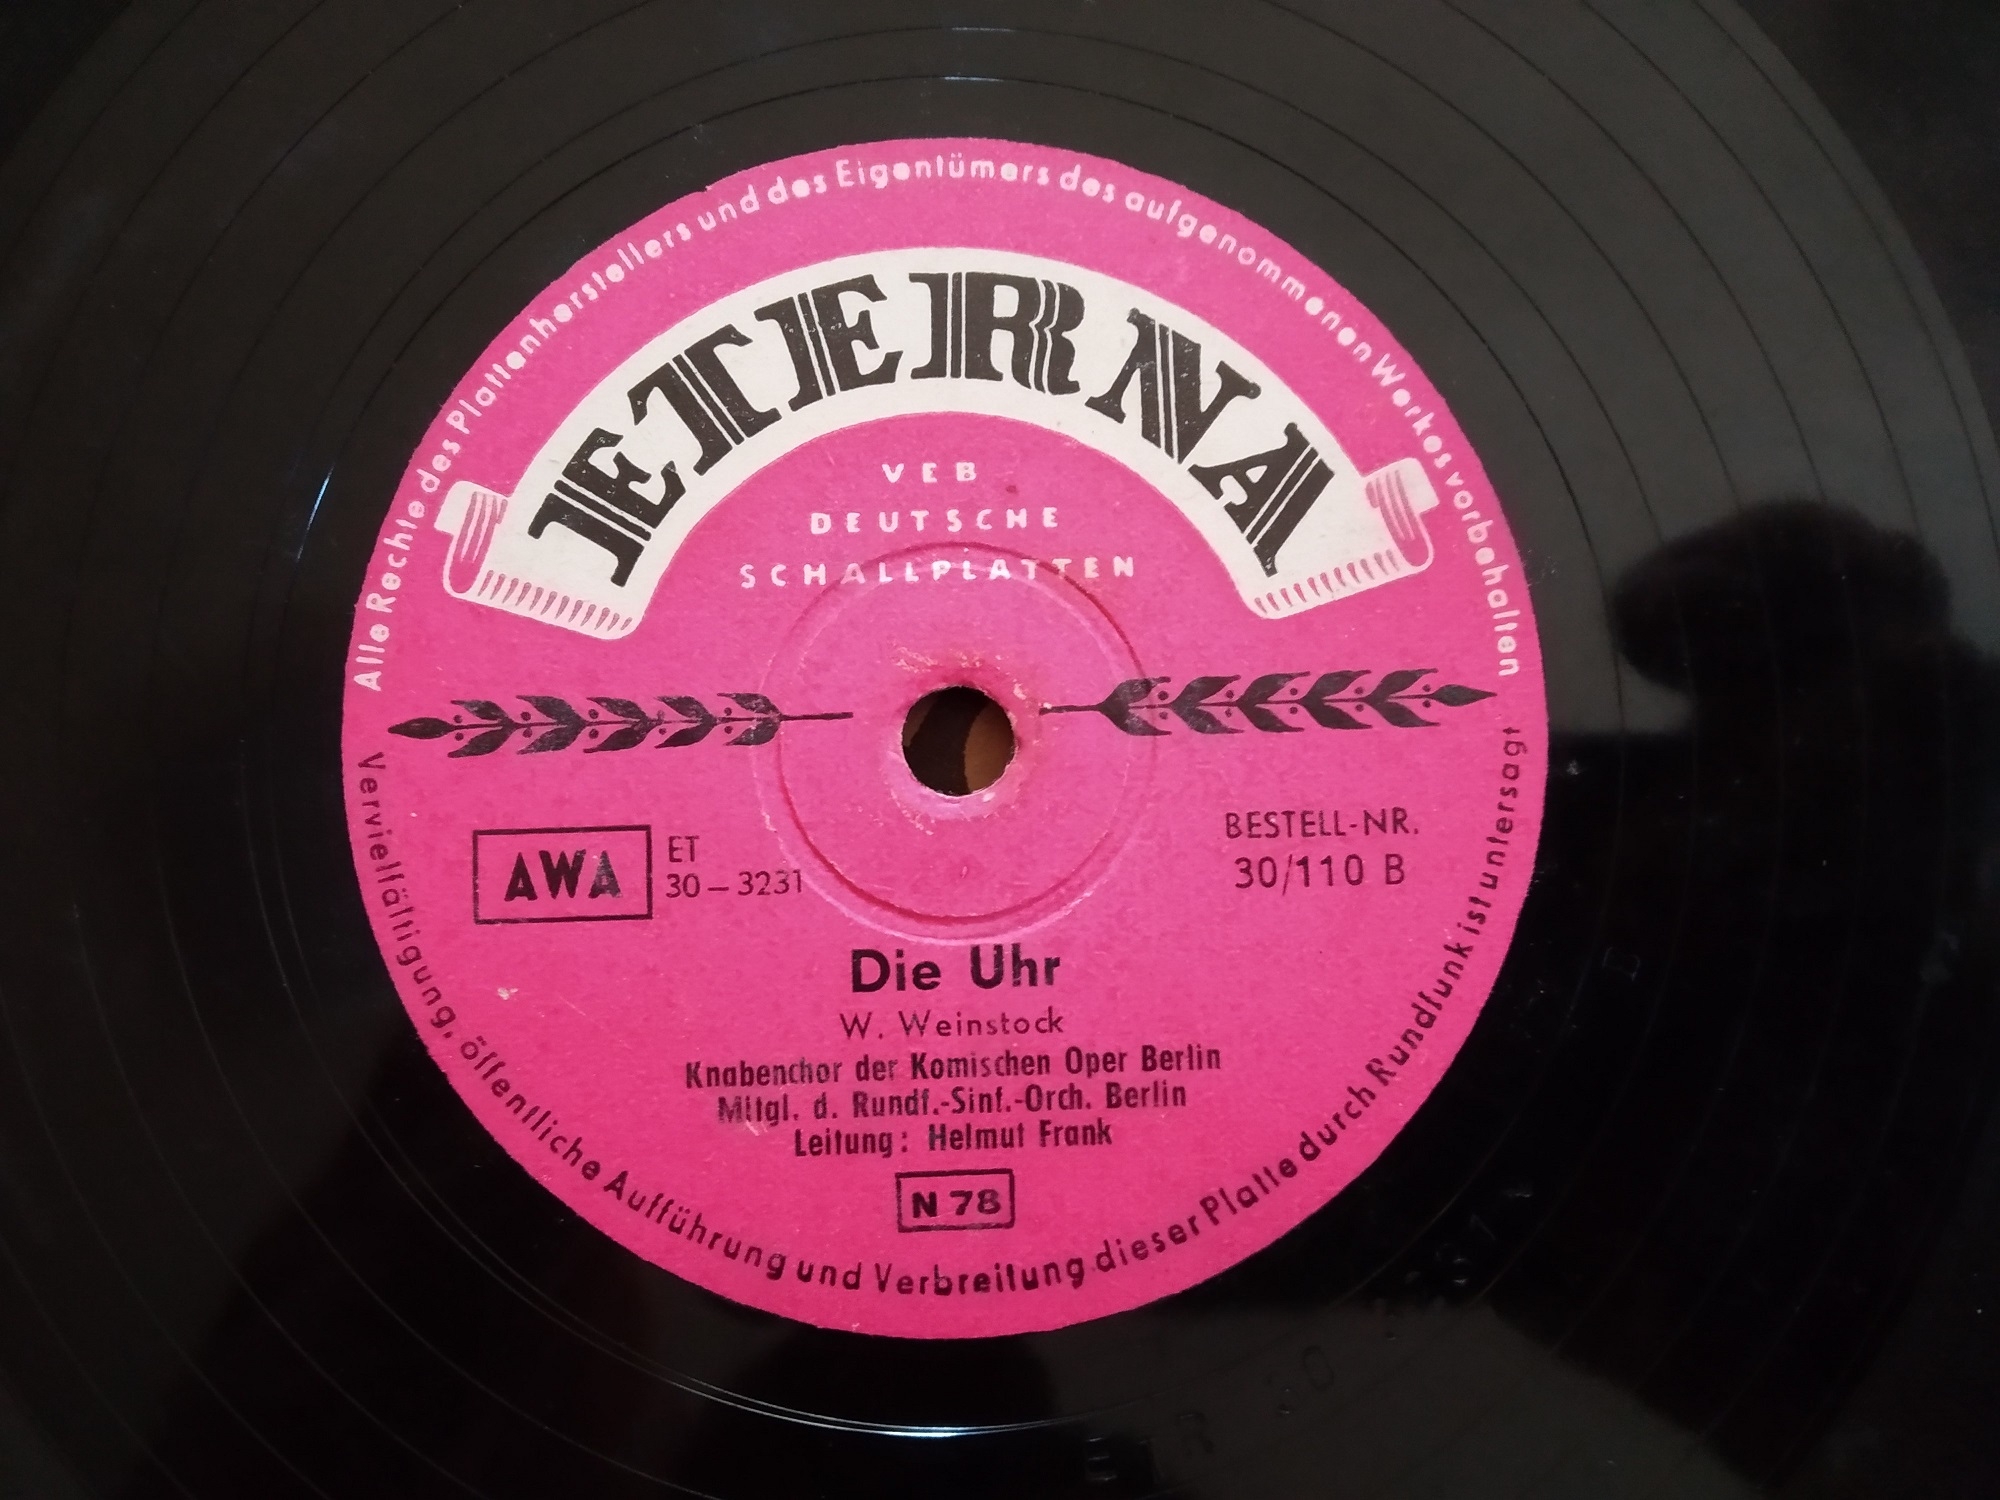 Alle Rechte des Plattenherstellers und des Eigentümers des aufgenommenen Werkes vorbehalten
ETERNA
VEB
DEUTSCHE
SCHALLPLATTEN
AWA
ET
30 – 3231
BESTELL-NR.
30/110 B
Die Uhr
W. Weinstock
Knabenchor der Komischen Oper Berlin
Mitgl. d. Rundf.-Sinf.-Orch. Berlin
Leitung: Helmut Frank
N 78
Vervielfältigung, öffentliche Aufführung und Verbreitung dieser Platte durch Rundfunk ist untersagt